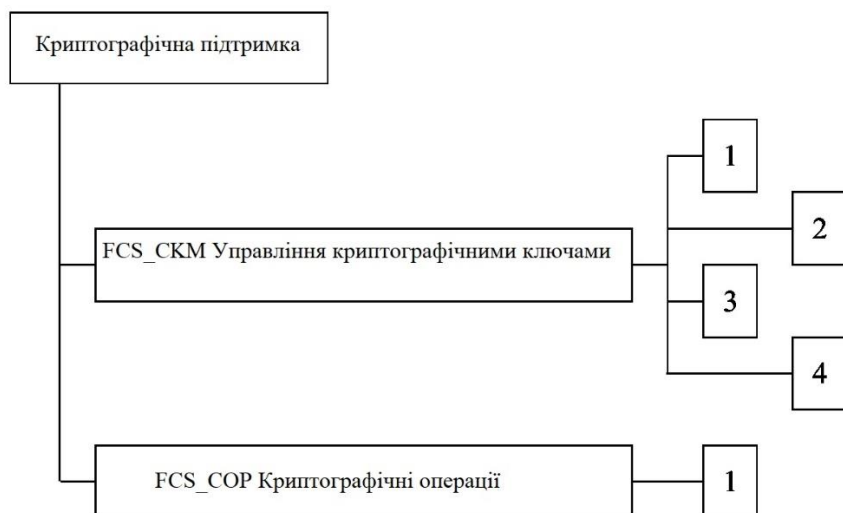 Криптографічна підтримка
1
2
FCS_CKM Управління криптографічними ключами
3
4
FCS_COP Криптографічні операції
1